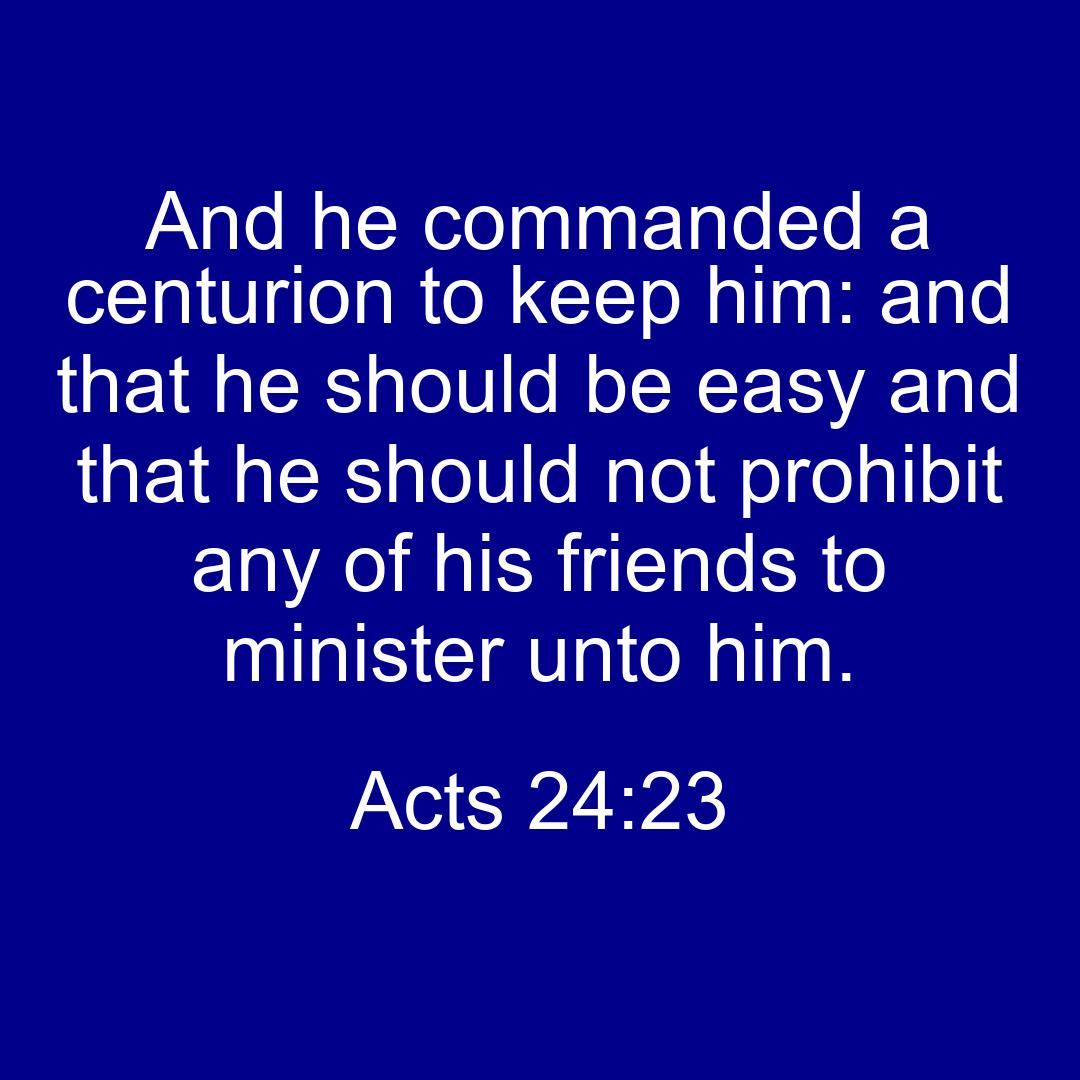 And he commanded a
centurion to keep him: and
that he should be easy and
that he should not prohibit
any of his friends to
minister unto him.
Acts 24:23